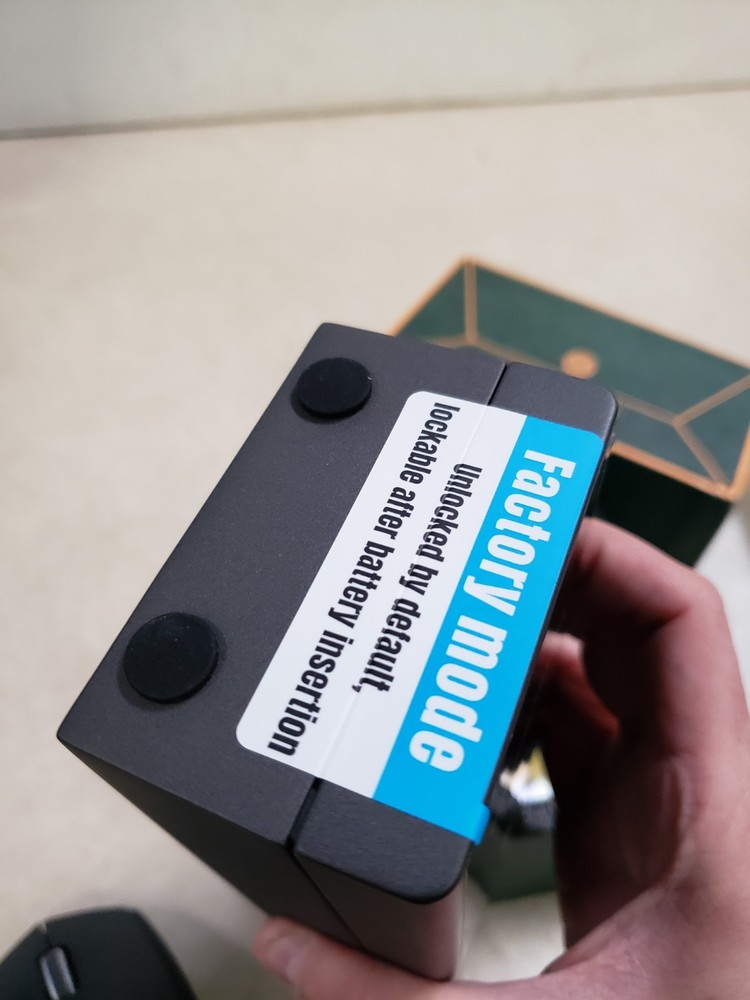 Factory mode
Unlocked by default,
lockable after battery insertion